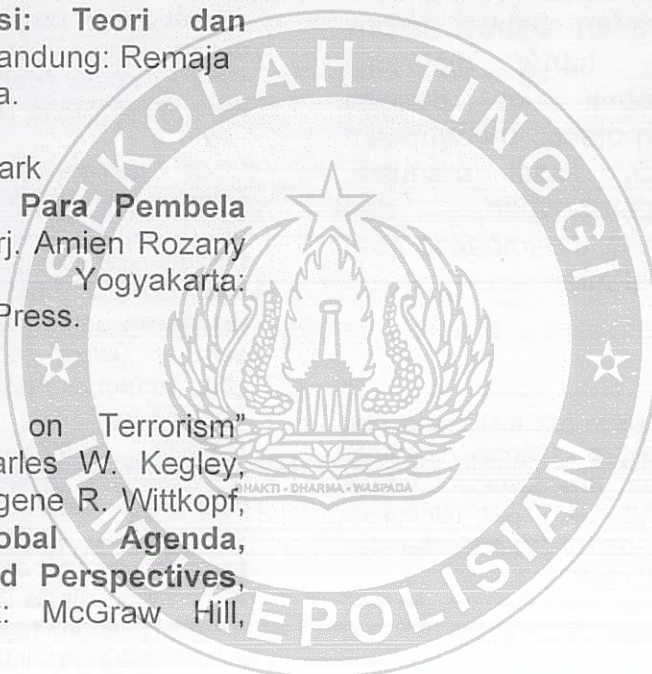 si: Teori dan
andung: Remaja
a.
ark
Para Pembela
rj. Amien Rozany
Yogyakarta:
Press.
on Terrorism”
arles W. Kegley,
gene R. Wittkopf,
obal Agenda,
d Perspectives,
: McGraw Hill,
SEKOLAH TINGGI
BHAKTI - DHARMA - WASPADA
ILMU KEPOLISIAN